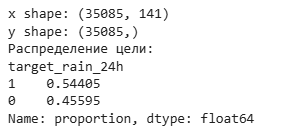 x shape: (35085, 141)
y shape: (35085,)
Распределение цели:
target_rain_24h
1    0.54405
0    0.45595
Name: proportion, dtype: float64